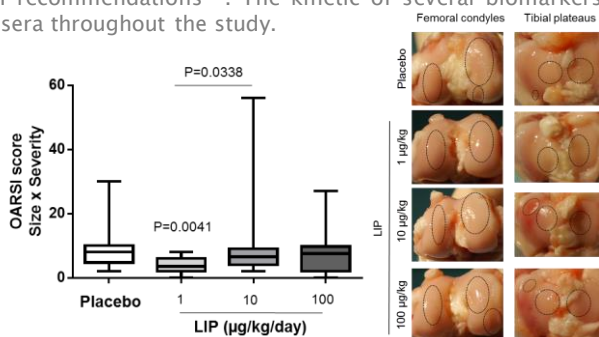 recommendations . The kinetic of several biomarkers
sera throughout the study.
P=0.0338
60
40
20
0
OARSI score
Size x Severity
P=0.0041
Placebo
1
10
100
LIP (µg/kg/day)
Femoral condyles
Tibial plateaus
Placebo
LIP
1 µg/kg
10 µg/kg
100 µg/kg